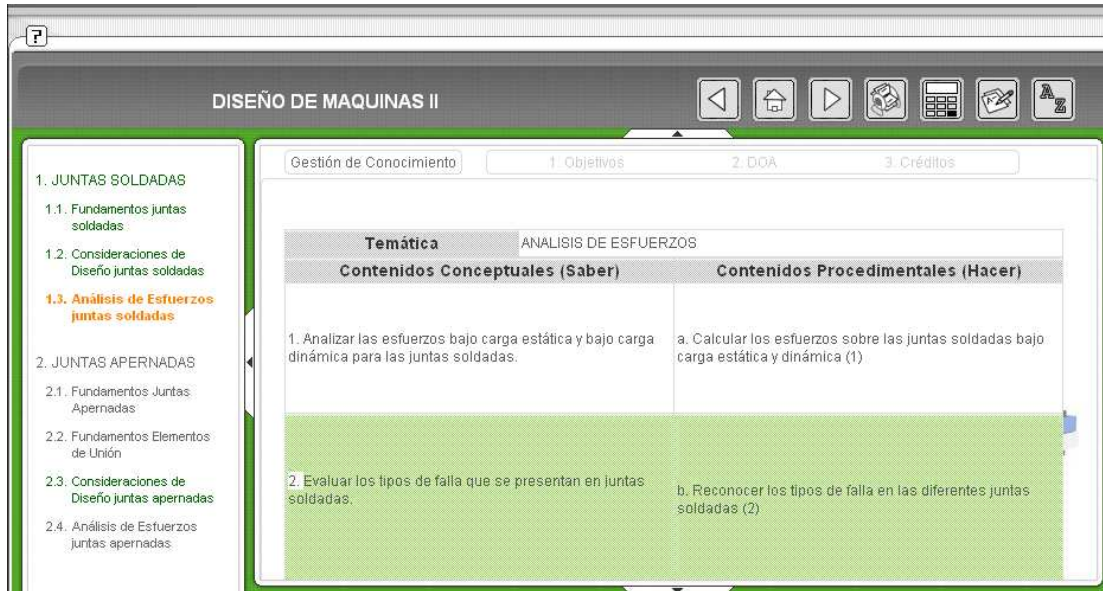 ?
DISEÑO DE MAQUINAS II
A
Z
1. JUNTAS SOLDADAS
1.1. Fundamentos juntas
soldadas
1.2. Consideraciones de
Diseño juntas soldadas
1.3. Análisis de Esfuerzos
juntas soldadas
2. JUNTAS APERNADAS
2.1. Fundamentos Juntas
Apernadas
2.2. Fundamentos Elementos
de Unión
2.3. Consideraciones de
Diseño juntas apernadas
2.4. Análisis de Esfuerzos
juntas apernadas
Gestión de Conocimiento
1. Objetivos
2. DOA
3. Créditos
Temática
ANALISIS DE ESFUERZOS
Contenidos Conceptuales (Saber)
Contenidos Procedimentales (Hacer)
1. Analizar las esfuerzos bajo carga estática y bajo carga
dinámica para las juntas soldadas.
a. Calcular los esfuerzos sobre las juntas soldadas bajo
carga estática y dinámica (1)
2. Evaluar los tipos de falla que se presentan en juntas
soldadas.
b. Reconocer los tipos de falla en las diferentes juntas
soldadas (2)